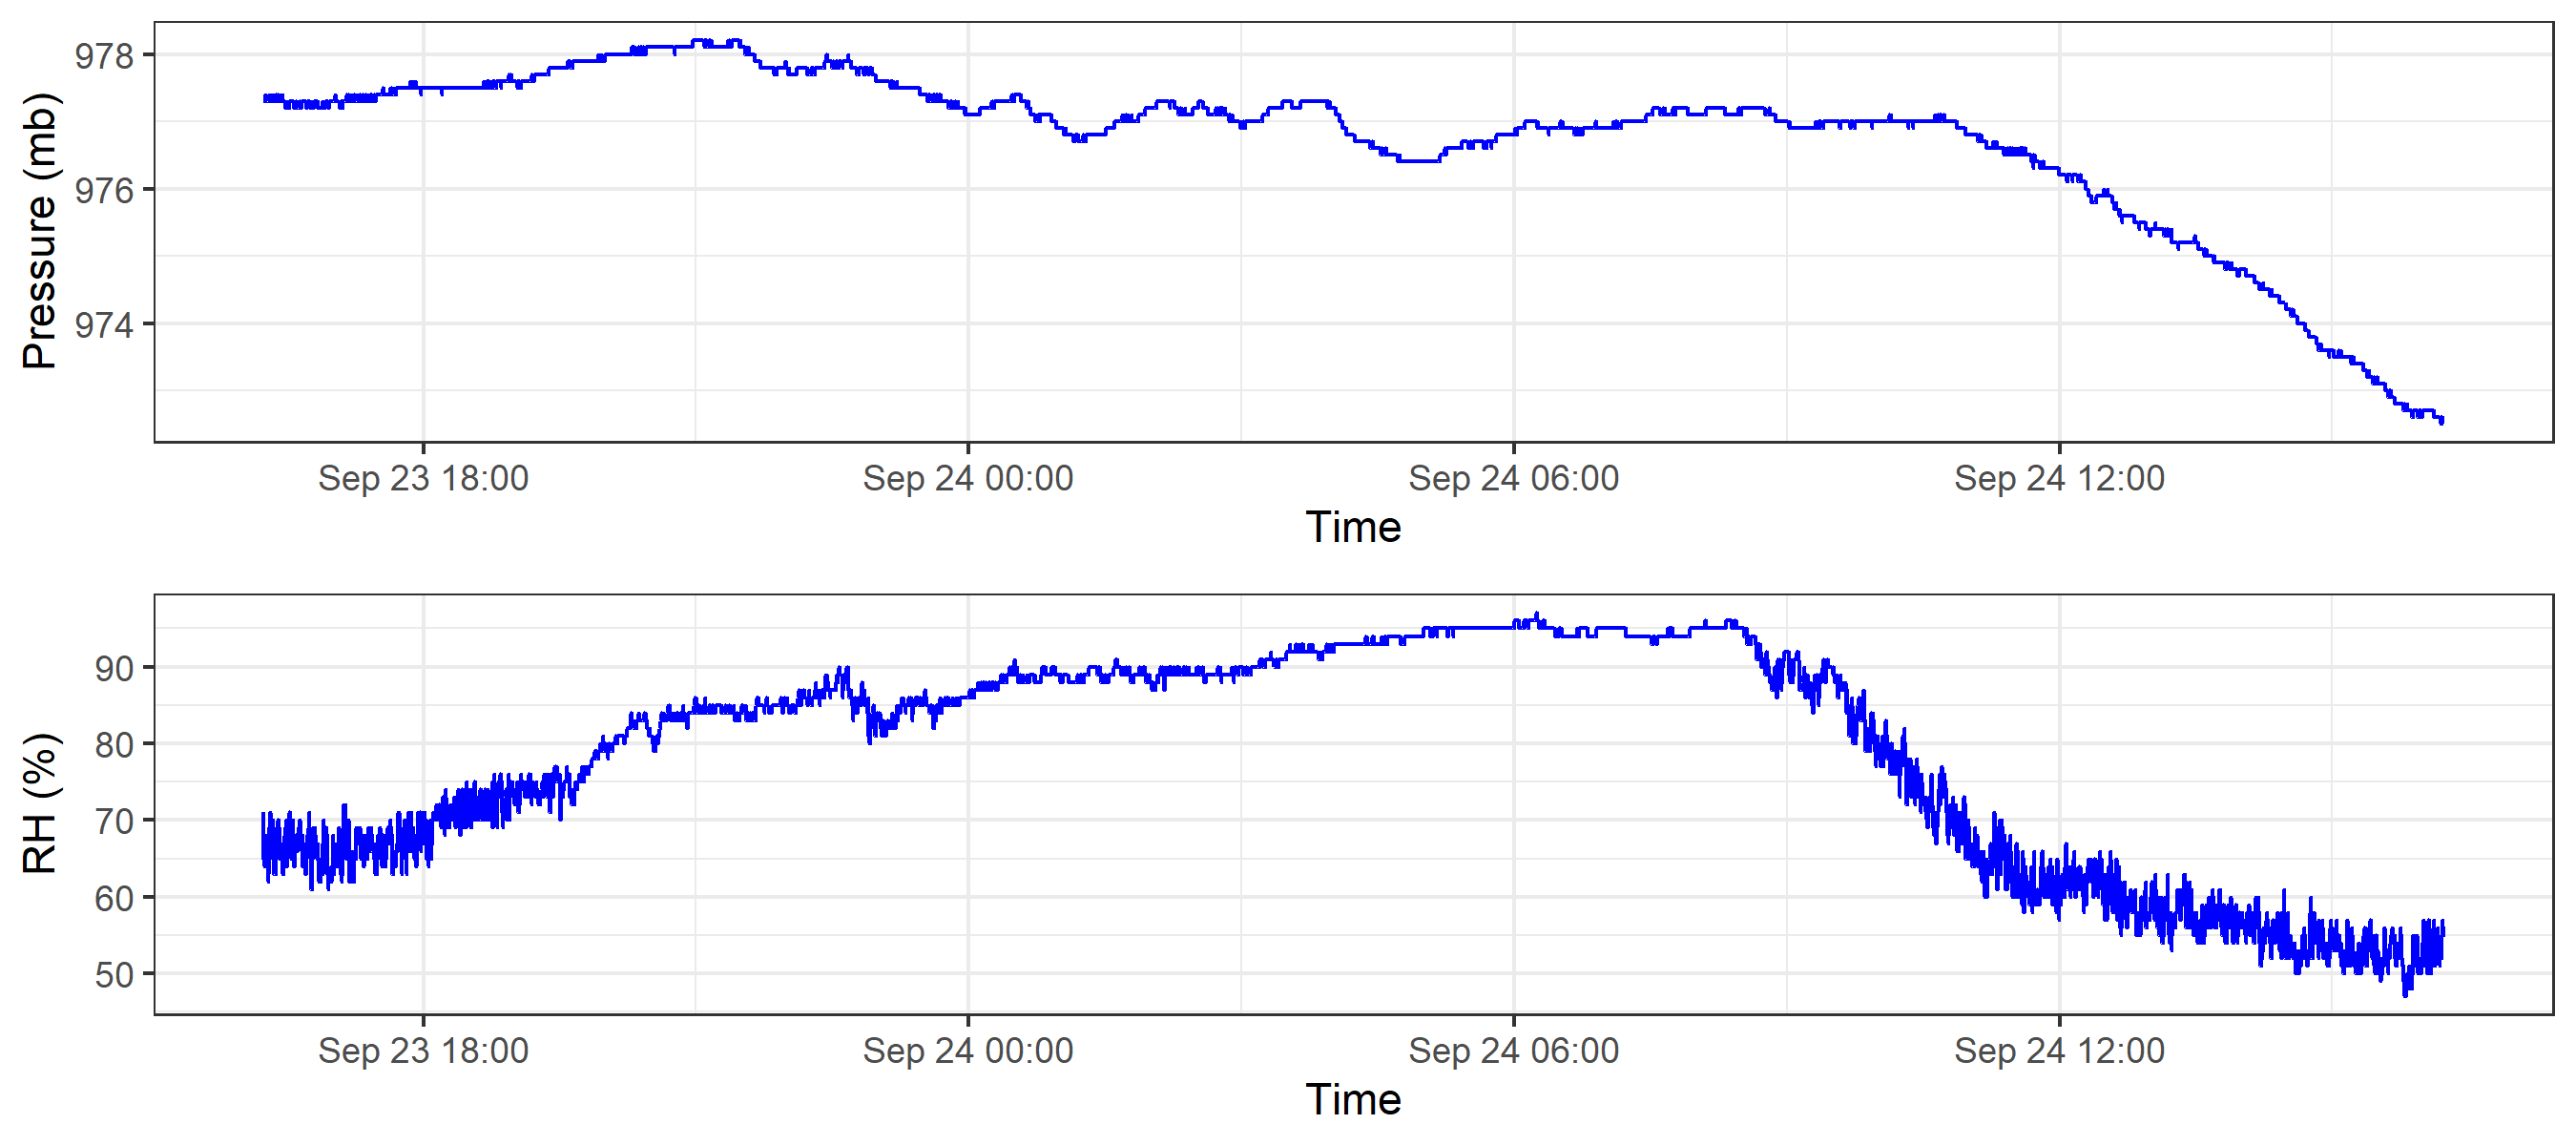 Pressure (mb)
978
976
974
Sep 23 18:00
Sep 24 00:00
Sep 24 06:00
Sep 24 12:00
Time
RH (%)
90
80
70
60
50
Sep 23 18:00
Sep 24 00:00
Sep 24 06:00
Sep 24 12:00
Time